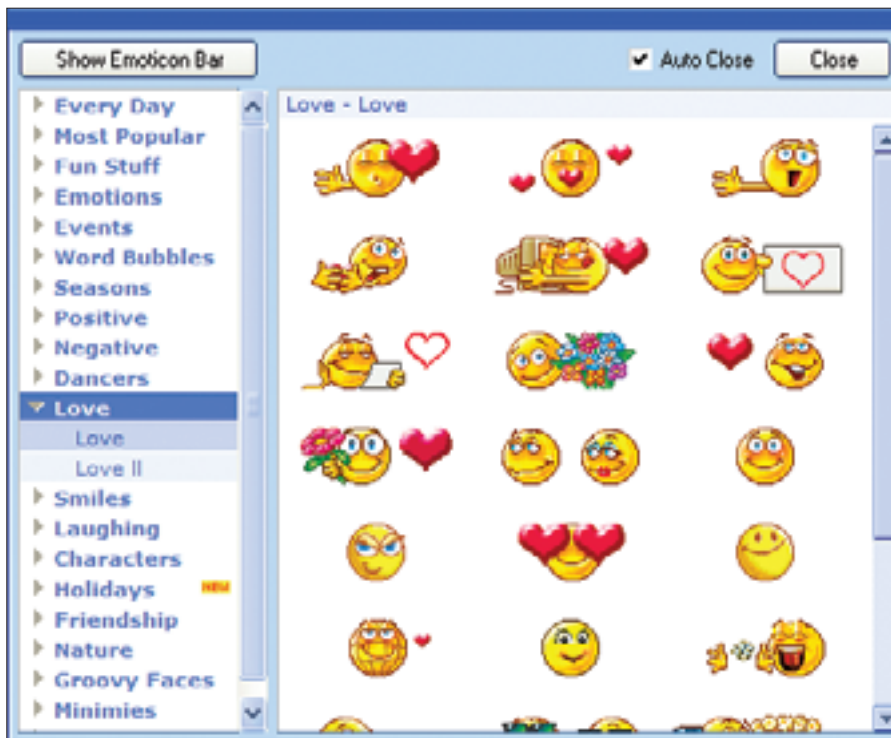 Show Emoticon Bar
Auto Close
Close
Every Day
Most Popular
Fun Stuff
Emotions
Events
Word Bubbles
Seasons
Positive
Negative
Dancers
Love
Love
Love II
Smiles
Laughing
Characters
Holidays NEW
Friendship
Nature
Groovy Faces
Minimies
Love - Love